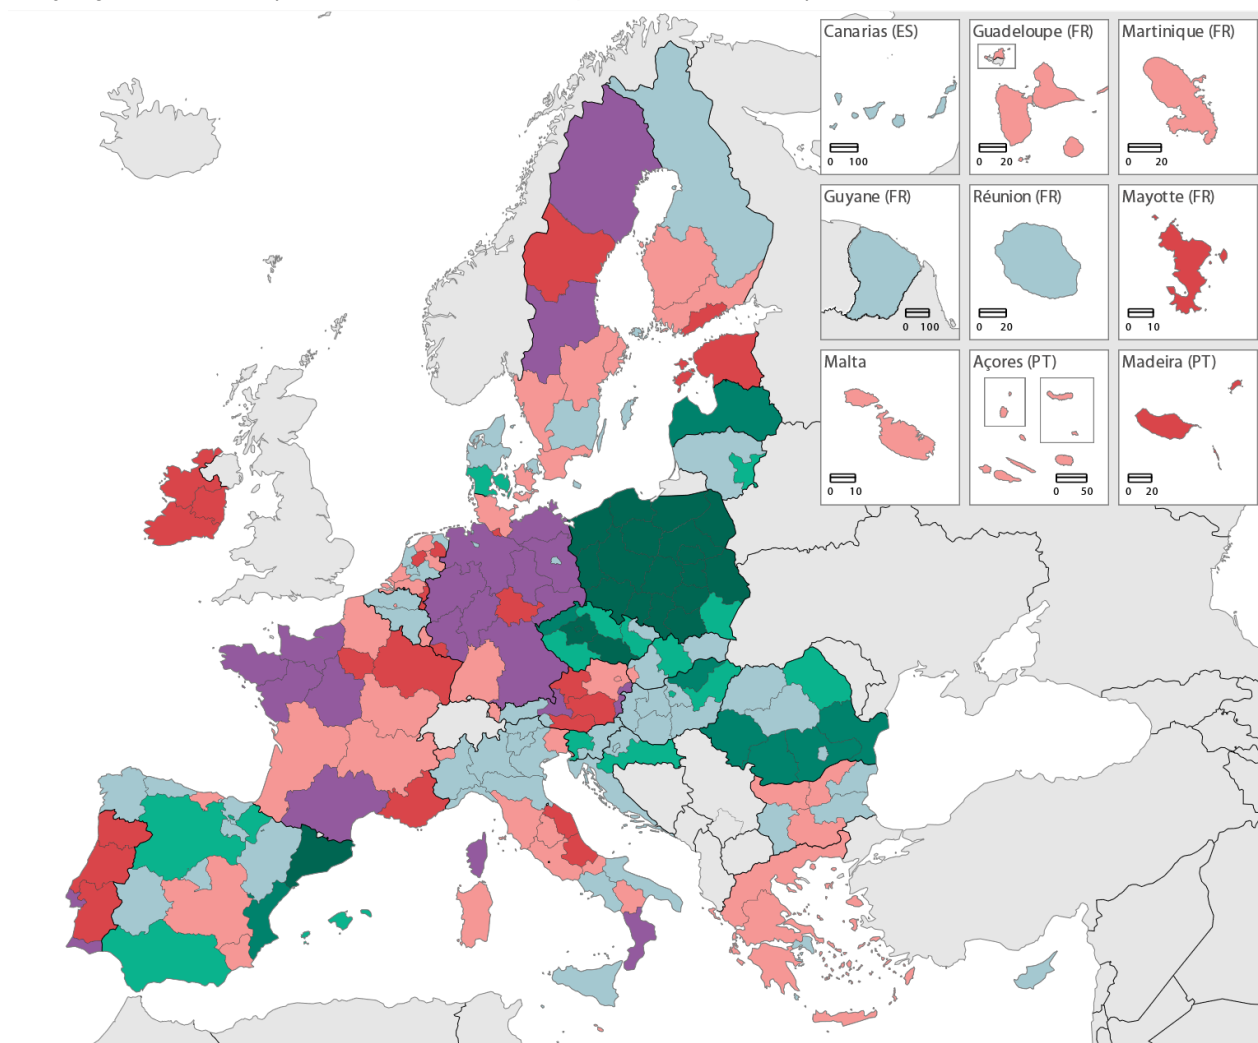 Canarias (ES)
0 100
Guadeloupe (FR)
0 20
Martinique (FR)
0 20
Guyane (FR)
0 100
Réunion (FR)
0 20
Mayotte (FR)
0 10
Malta
0 10
Açores (PT)
0 50
Madeira (PT)
0 20